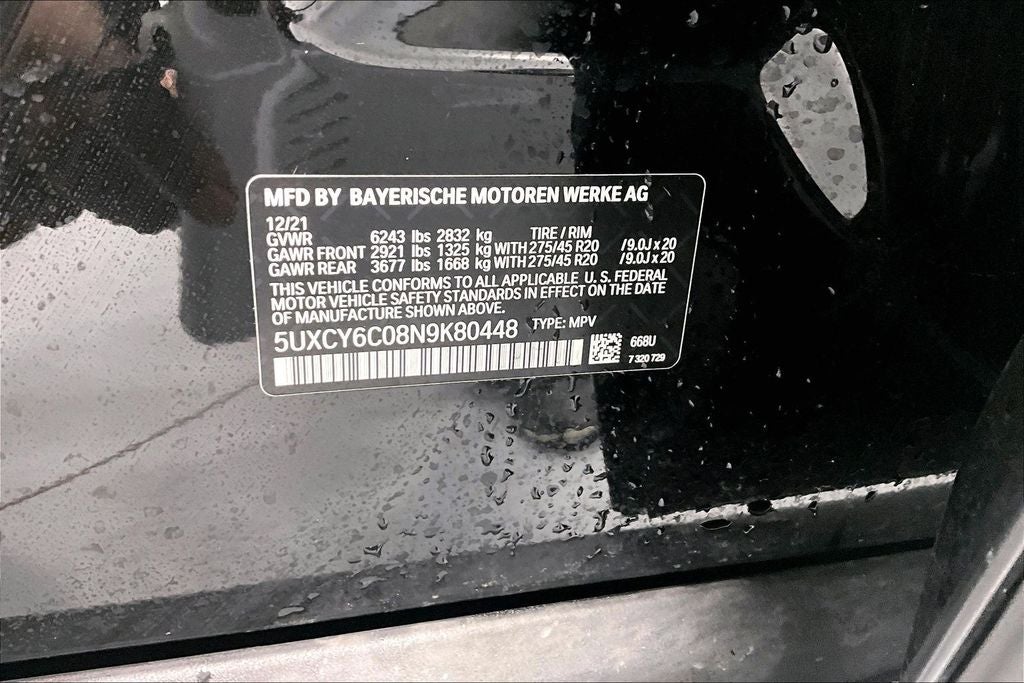 MFD BY BAYERISCHE MOTOREN WERKE AG
12/21
GVWR 6243 lbs 2832 kg TIRE / RIM
GAWR FRONT 2921 lbs 1325 kg WITH 275/45 R20 /9.0J x 20
GAWR REAR 3677 lbs 1668 kg WITH 275/45 R20 /9.0J x 20
THIS VEHICLE CONFORMS TO ALL APPLICABLE U. S. FEDERAL
MOTOR VEHICLE SAFETY STANDARDS IN EFFECT ON THE DATE
OF MANUFACTURE SHOWN ABOVE.
5UXCY6C08N9K80448 TYPE: MPV
668U
7 320 729